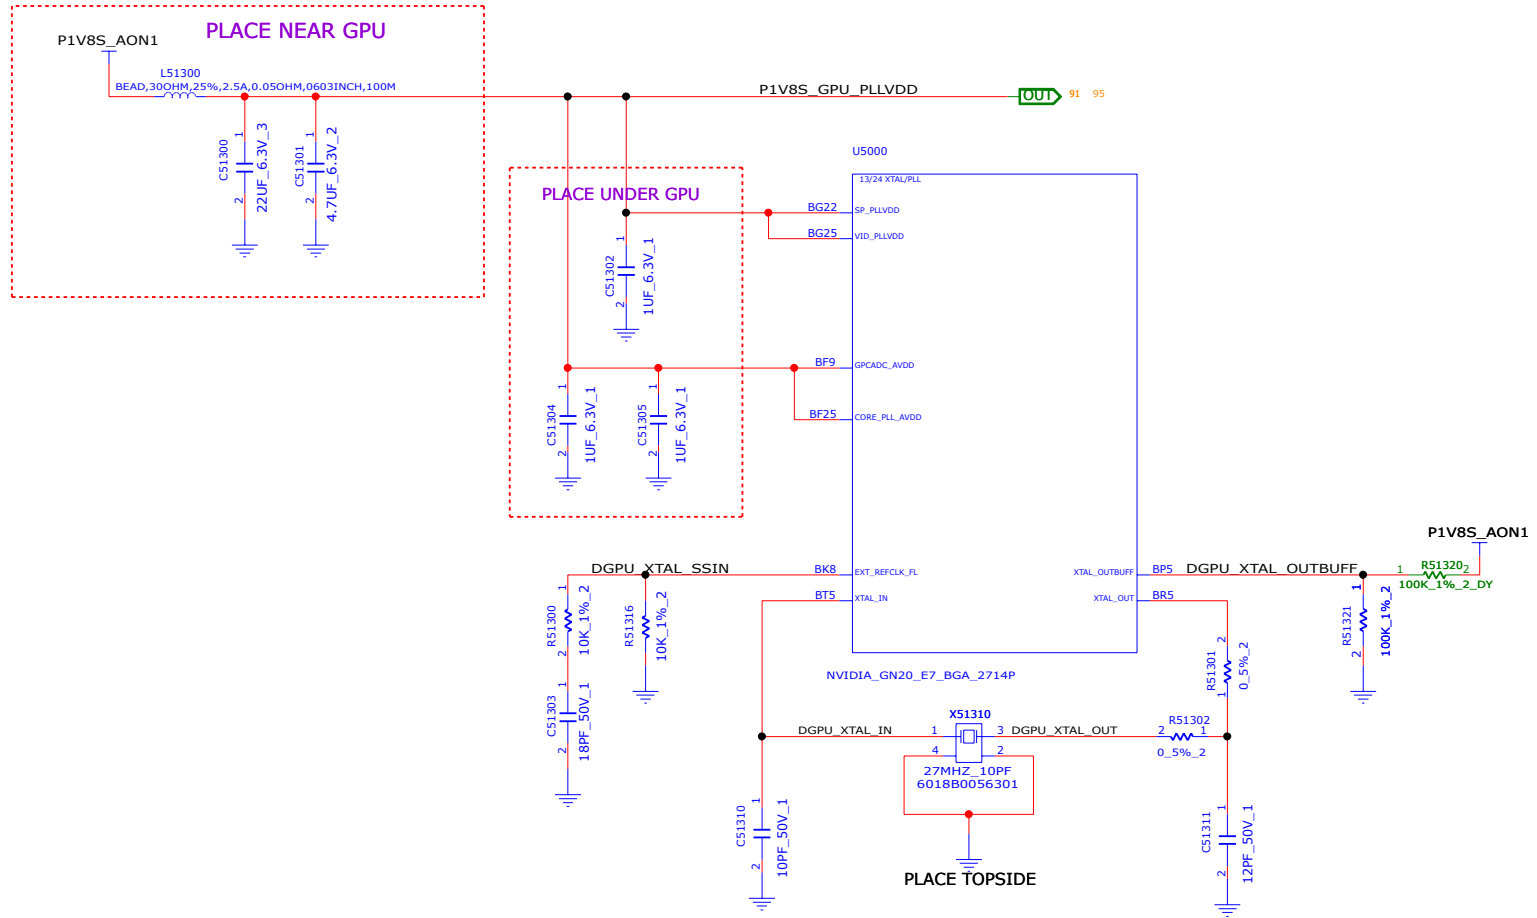 PLACE NEAR GPU
P1V8S_AON1
L51300
BEAD,30OHM,25%,2.5A,0.05OHM,0603INCH,100M
P1V8S_GPU_PLLVDD
OUT 91 95
C51300
1
2
22UF_6.3V_3
C51301
1
2
4.7UF_6.3V_2
PLACE UNDER GPU
C51302
1
2
1UF_6.3V_1
C51304
1
2
1UF_6.3V_1
C51305
1
2
1UF_6.3V_1
U5000
13/24 XTAL/PLL
BG22 SP_PLLVDD
BG25 VID_PLLVDD
BF9 GPCADC_AVDD
BF25 CORE_PLL_AVDD
DGPU_XTAL_SSIN BK8 EXT_REFCLK_FL
BT5 XTAL_IN
XTAL_OUTBUFF BP5 DGPU_XTAL_OUTBUFF
XTAL_OUT BR5
NVIDIA_GN20_E7_BGA_2714P
P1V8S_AON1
1 R51320 2
100K_1%_2_DY
R51321
1
2
100K_1%_2
R51300
1
2
10K_1%_2
R51316
10K_1%_2
C51303
1
2
18PF_50V_1
R51301
2
1
0_5%_2
X51310
DGPU_XTAL_IN 1 3 DGPU_XTAL_OUT
4 2
27MHZ_10PF
6018B0056301
R51302
2 1
0_5%_2
C51310
1
2
10PF_50V_1
C51311
1
2
12PF_50V_1
PLACE TOPSIDE